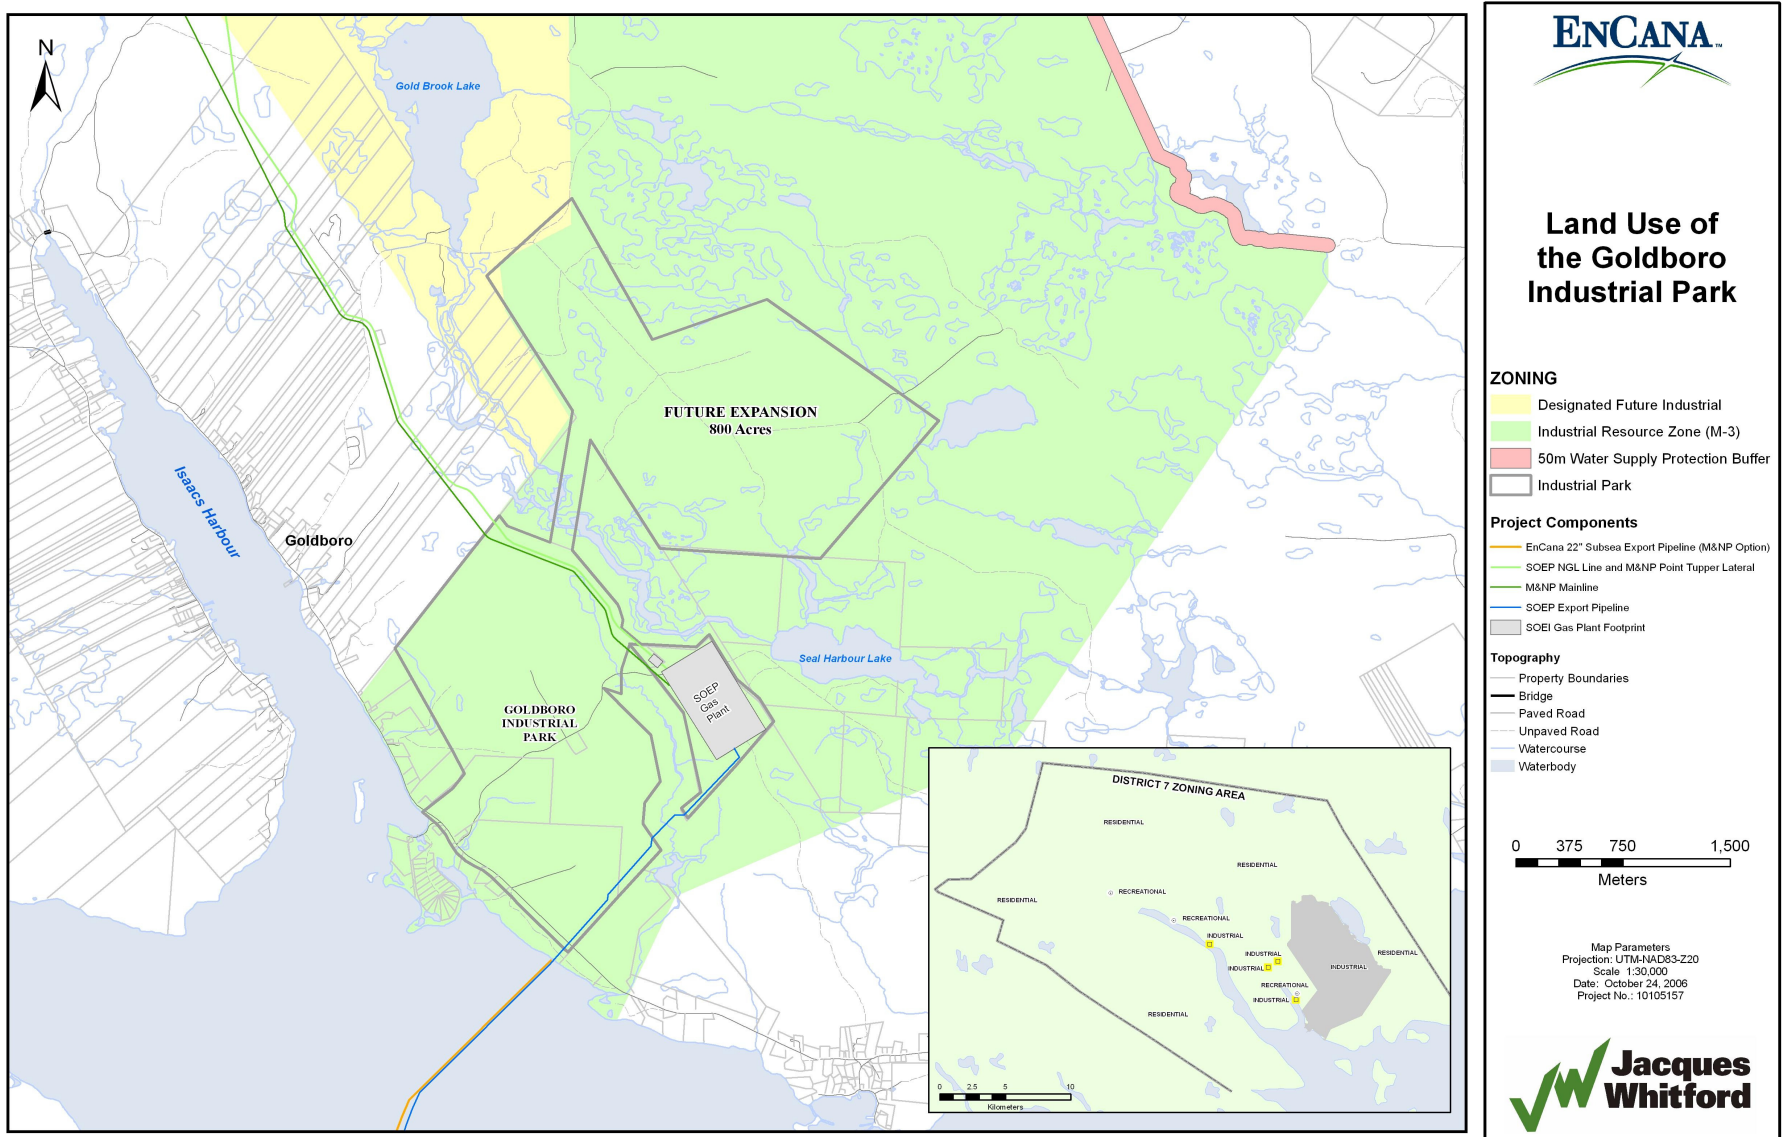 N
Gold Brook Lake
FUTURE EXPANSION
800 Acres
Isaacs Harbour
Goldboro
Seal Harbour Lake
SOEP
Gas
Plant
GOLDBORO
INDUSTRIAL
PARK
DISTRICT 7 ZONING AREA
RESIDENTIAL
RESIDENTIAL
RECREATIONAL
RESIDENTIAL
RECREATIONAL
INDUSTRIAL
INDUSTRIAL
RESIDENTIAL
INDUSTRIAL
INDUSTRIAL
RECREATIONAL
INDUSTRIAL
RESIDENTIAL
0 2.5 5 10
Kilometers
ENCANA™
Land Use of
the Goldboro
Industrial Park
ZONING
Designated Future Industrial
Industrial Resource Zone (M-3)
50m Water Supply Protection Buffer
Industrial Park
Project Components
EnCana 22" Subsea Export Pipeline (M&NP Option)
SOEP NGL Line and M&NP Point Tupper Lateral
M&NP Mainline
SOEP Export Pipeline
SOEI Gas Plant Footprint
Topography
Property Boundaries
Bridge
Paved Road
Unpaved Road
Watercourse
Waterbody
0 375 750 1,500
Meters
Map Parameters
Projection: UTM-NAD83-Z20
Scale 1:30,000
Date: October 24, 2006
Project No.: 10105157
Jacques
Whitford